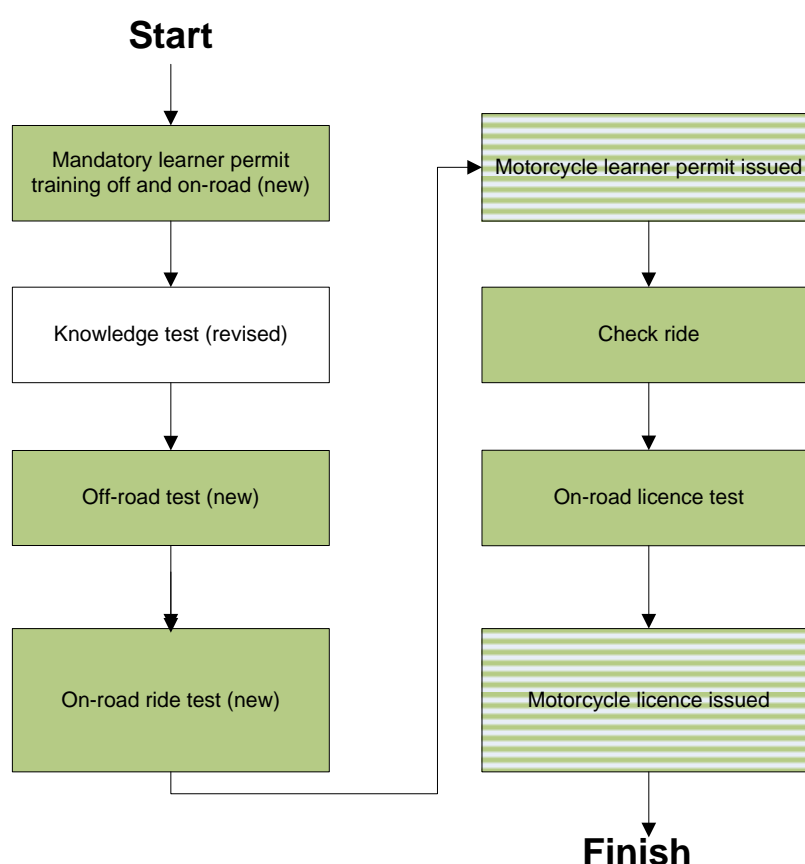 Start
Mandatory learner permit
training off and on-road (new)
Knowledge test (revised)
Off-road test (new)
On-road ride test (new)
Motorcycle learner permit issued
Check ride
On-road licence test
Motorcycle licence issued
Finish